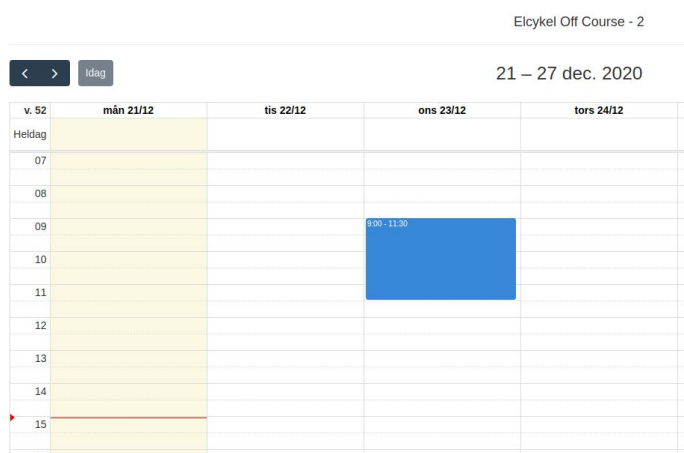 Elcykel Off Course - 2
Idag
21 – 27 dec. 2020
v. 52 mån 21/12 tis 22/12 ons 23/12 tors 24/12
Heldag
07
08
09
9:00 - 11:30
10
11
12
13
14
15